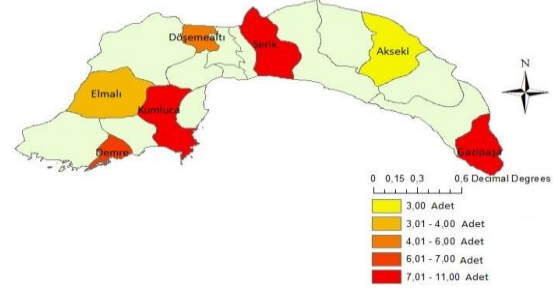 Döşemealtı
Serik
Akseki
Elmalı
Kumluca
Demre
Gazipaşa
N
0 0,15 0,3 0,6 Decimal Degrees
3,00 Adet
3,01 - 4,00 Adet
4,01 - 6,00 Adet
6,01 - 7,00 Adet
7,01 - 11,00 Adet